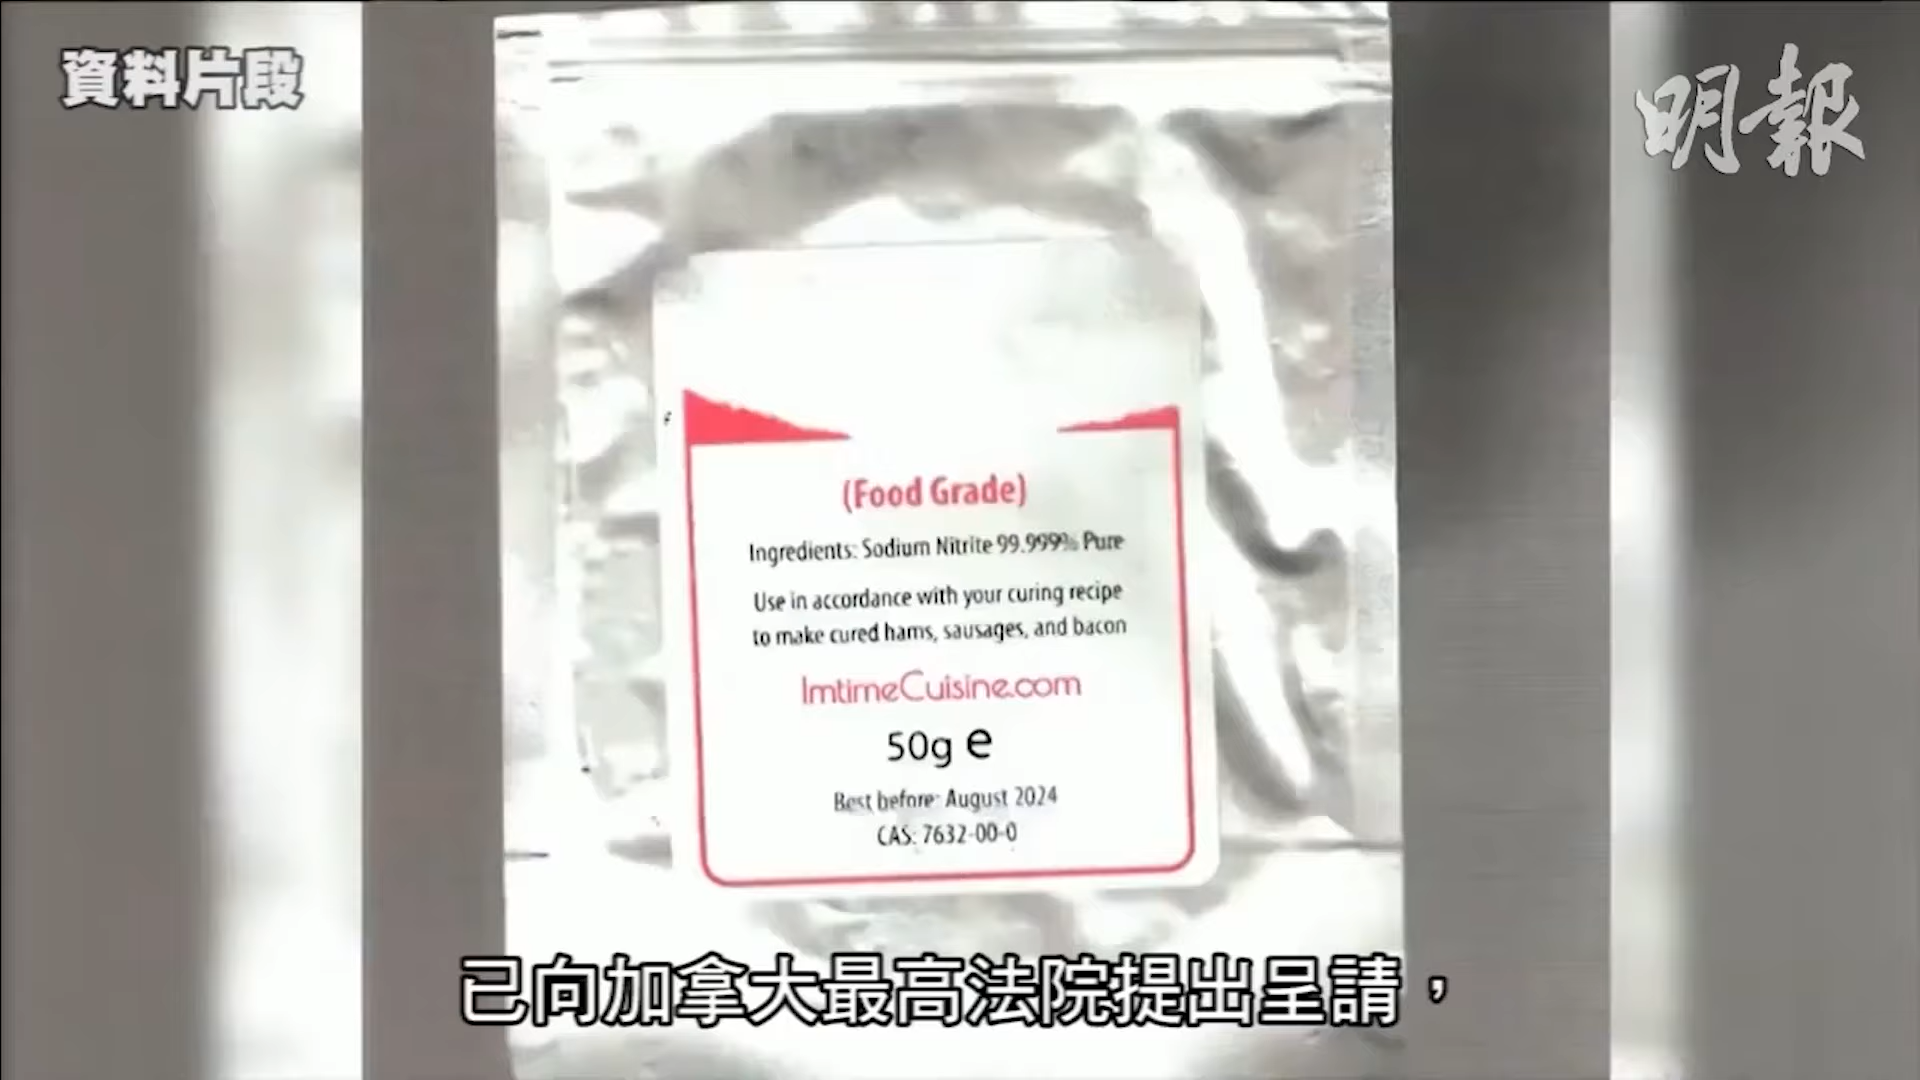 資料片段
明報
(Food Grade)
Ingredients: Sodium Nitrite 99.999% Pure
Use in accordance with your curing recipe
to make cured hams, sausages, and bacon
ImtimeCuisine.com
50g e
Best before: August 2024
CAS: 7632-00-0
已向加拿大最高法院提出呈請，